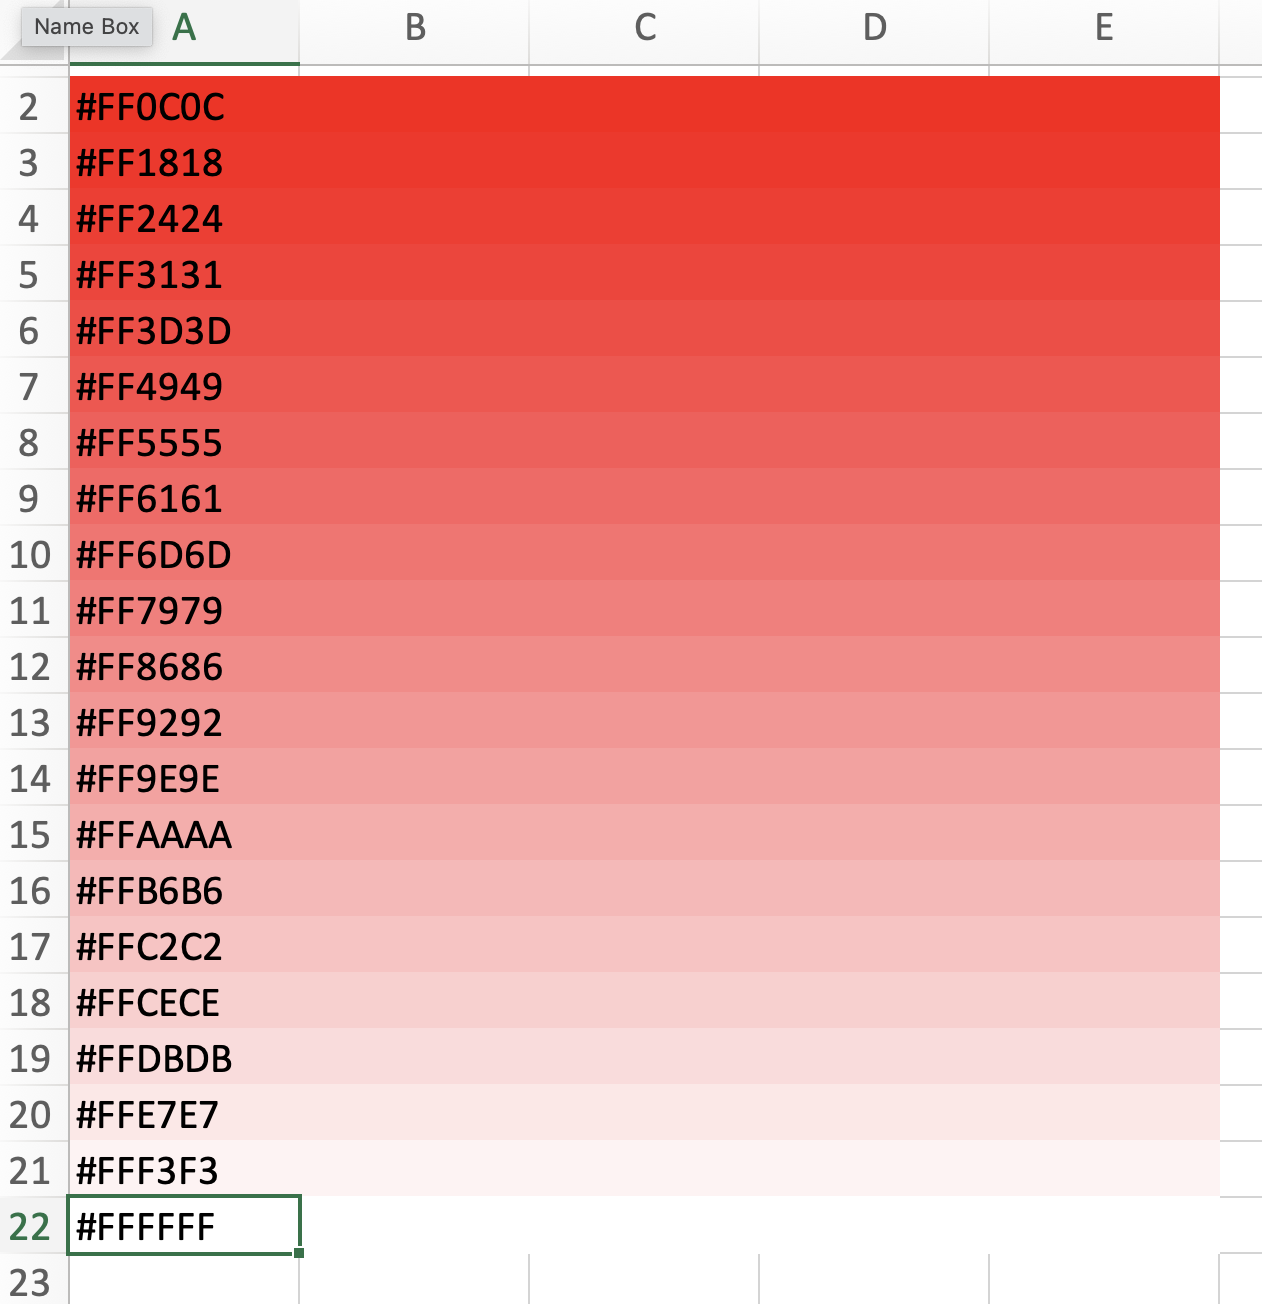 Name Box A B C D E
2 #FF0C0C
3 #FF1818
4 #FF2424
5 #FF3131
6 #FF3D3D
7 #FF4949
8 #FF5555
9 #FF6161
10 #FF6D6D
11 #FF7979
12 #FF8686
13 #FF9292
14 #FF9E9E
15 #FFAAAA
16 #FFB6B6
17 #FFC2C2
18 #FFCECE
19 #FFDBDB
20 #FFE7E7
21 #FFF3F3
22 #FFFFFF
23